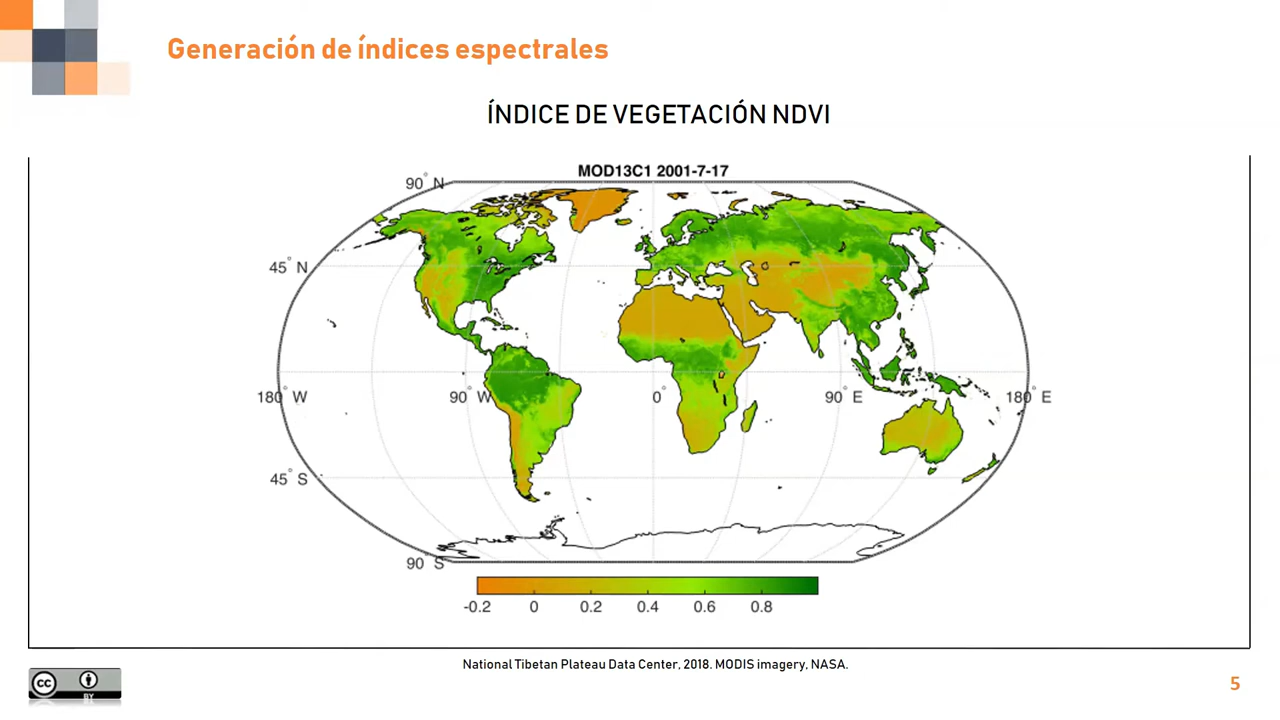 Generación de índices espectrales
ÍNDICE DE VEGETACIÓN NDVI
MOD13C1 2001-7-17
90° N
45° N
180° W
90° W
0°
90° E
180° E
45° S
90° S
-0.2 0 0.2 0.4 0.6 0.8
National Tibetan Plateau Data Center, 2018. MODIS imagery, NASA.
cc
BY
5